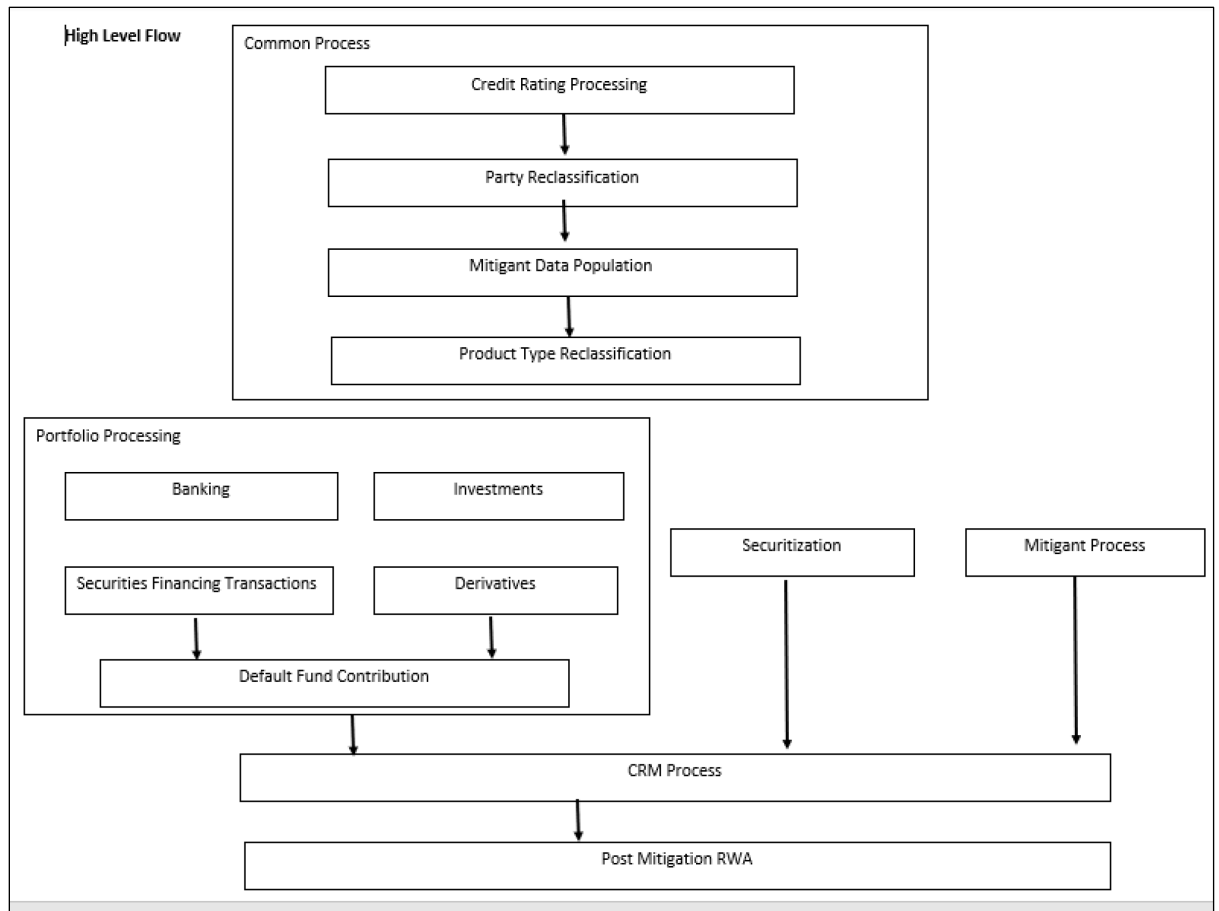 High Level Flow
Common Process
Credit Rating Processing
Party Reclassification
Mitigant Data Population
Product Type Reclassification
Portfolio Processing
Banking
Investments
Securitization
Mitigant Process
Securities Financing Transactions
Derivatives
Default Fund Contribution
CRM Process
Post Mitigation RWA